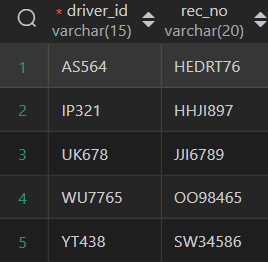 * driver_id rec_no
varchar(15) varchar(20)
1 AS564 HEDRT76
2 IP321 HHJI897
3 UK678 JJI6789
4 WU7765 OO98465
5 YT438 SW34586